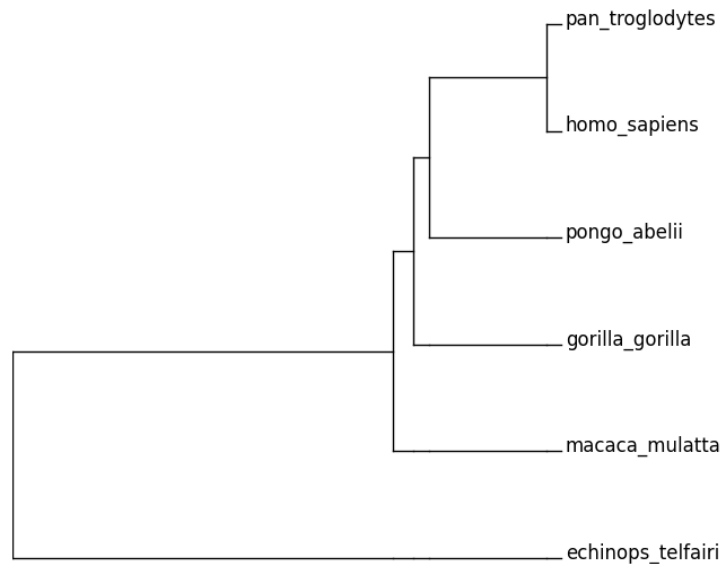 pan_troglodytes
homo_sapiens
pongo_abelii
gorilla_gorilla
macaca_mulatta
echinops_telfairi